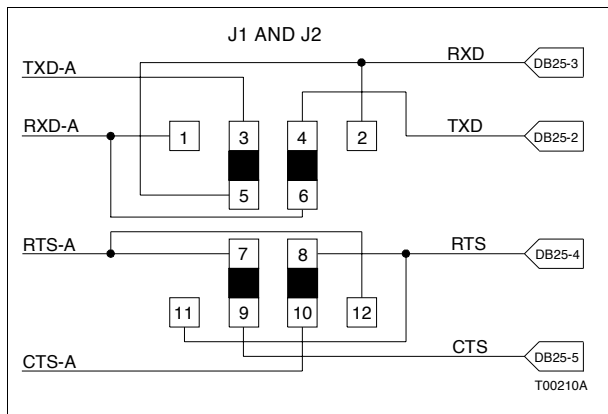 J1 AND J2
TXD-A
RXD
DB25-3
RXD-A
1
3
4
2
TXD
DB25-2
5
6
RTS-A
7
8
RTS
DB25-4
11
9
10
12
CTS-A
CTS
DB25-5
T00210A